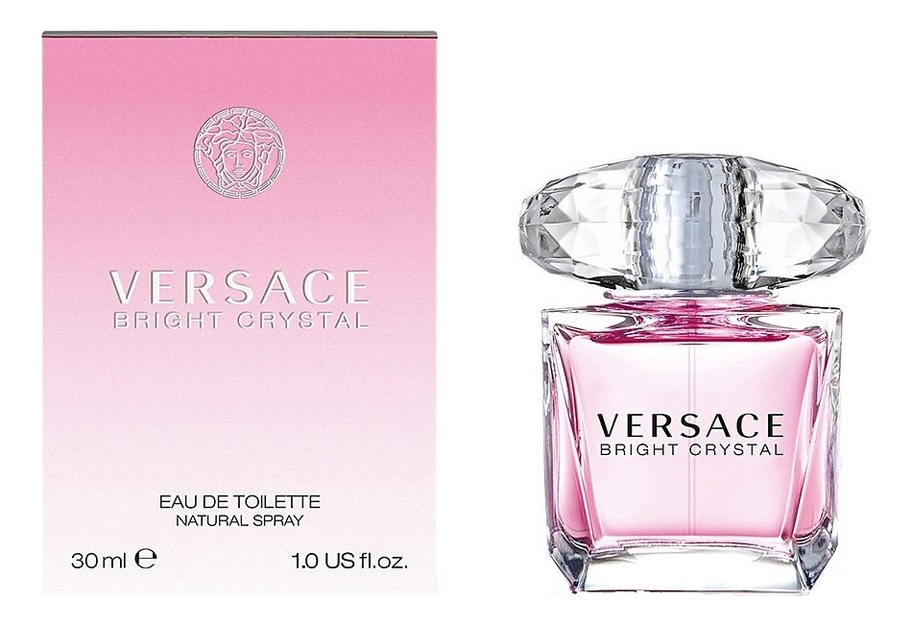 VERSACE
BRIGHT CRYSTAL
EAU DE TOILETTE
NATURAL SPRAY
30 ml ℮
1.0 US fl.oz.
VERSACE
BRIGHT CRYSTAL